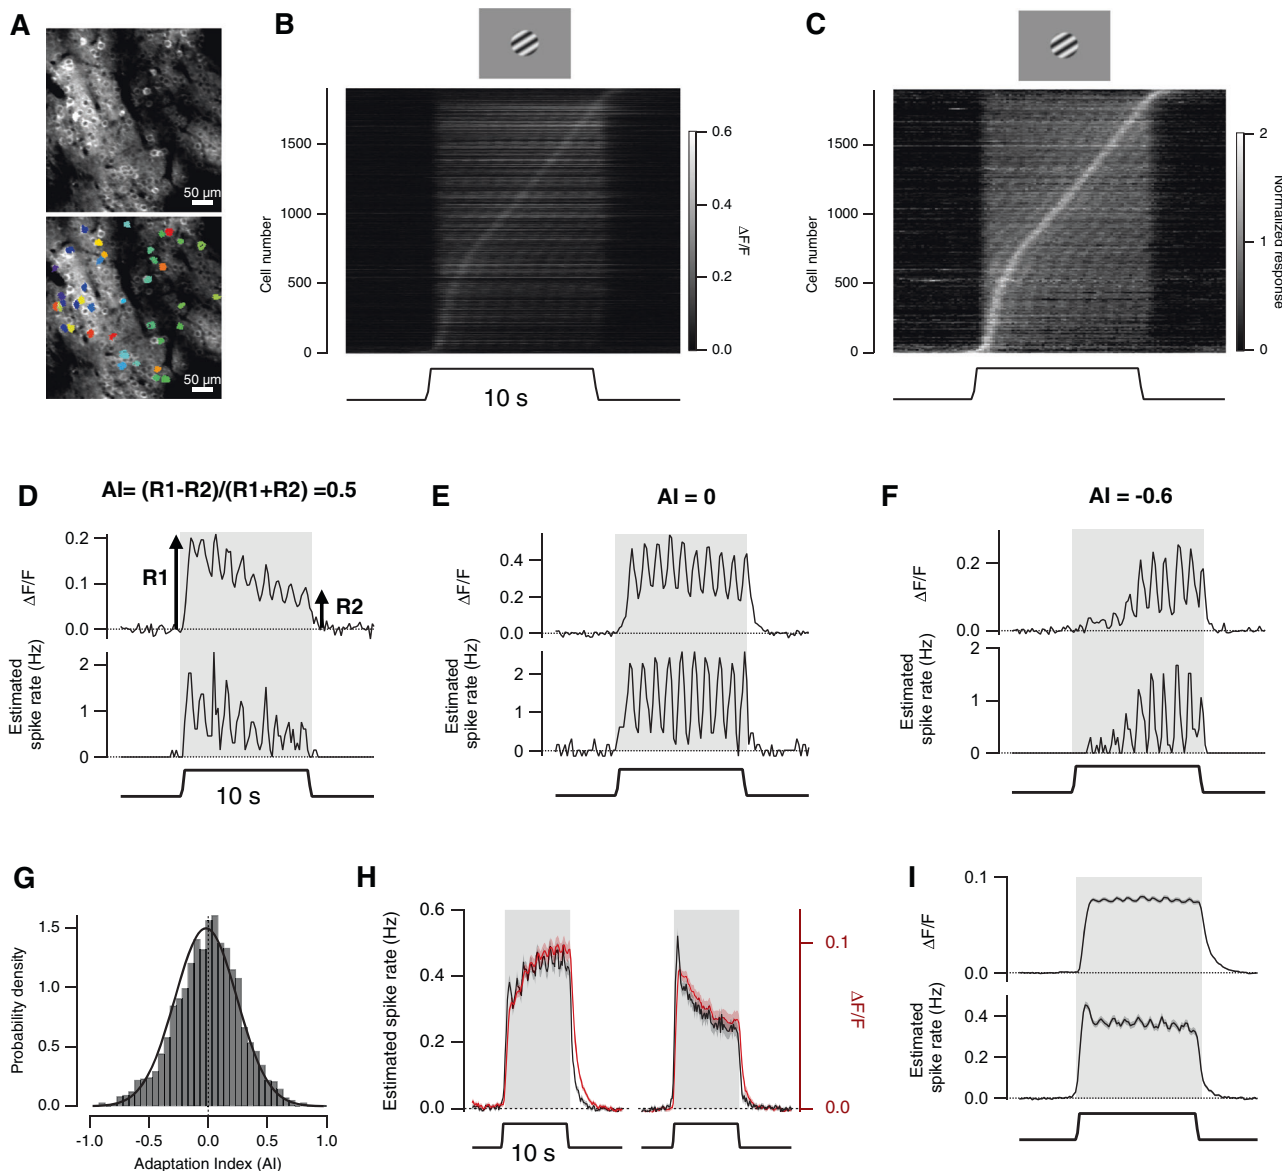 A
50 µm
50 µm
B
Cell number
1500
1000
500
0
0.6
0.4
0.2
0.0
ΔF/F
10 s
C
Cell number
1500
1000
500
0
2
1
0
Normalized response
D
AI= (R1-R2)/(R1+R2) =0.5
ΔF/F
0.2
0.1
0.0
R1
R2
Estimated
spike rate (Hz)
2
1
0
10 s
E
AI = 0
ΔF/F
0.4
0.2
0.0
Estimated
spike rate (Hz)
2
1
0
F
AI = -0.6
ΔF/F
0.2
0.0
Estimated
spike rate (Hz)
2
1
0
G
Probability density
1.5
1.0
0.5
0.0
-1.0
-0.5
0.0
0.5
1.0
Adaptation Index (AI)
H
Estimated spike rate (Hz)
0.6
0.4
0.2
0.0
0.1
0.0
ΔF/F
10 s
I
ΔF/F
0.1
0.0
Estimated
spike rate (Hz)
0.4
0.2
0.0